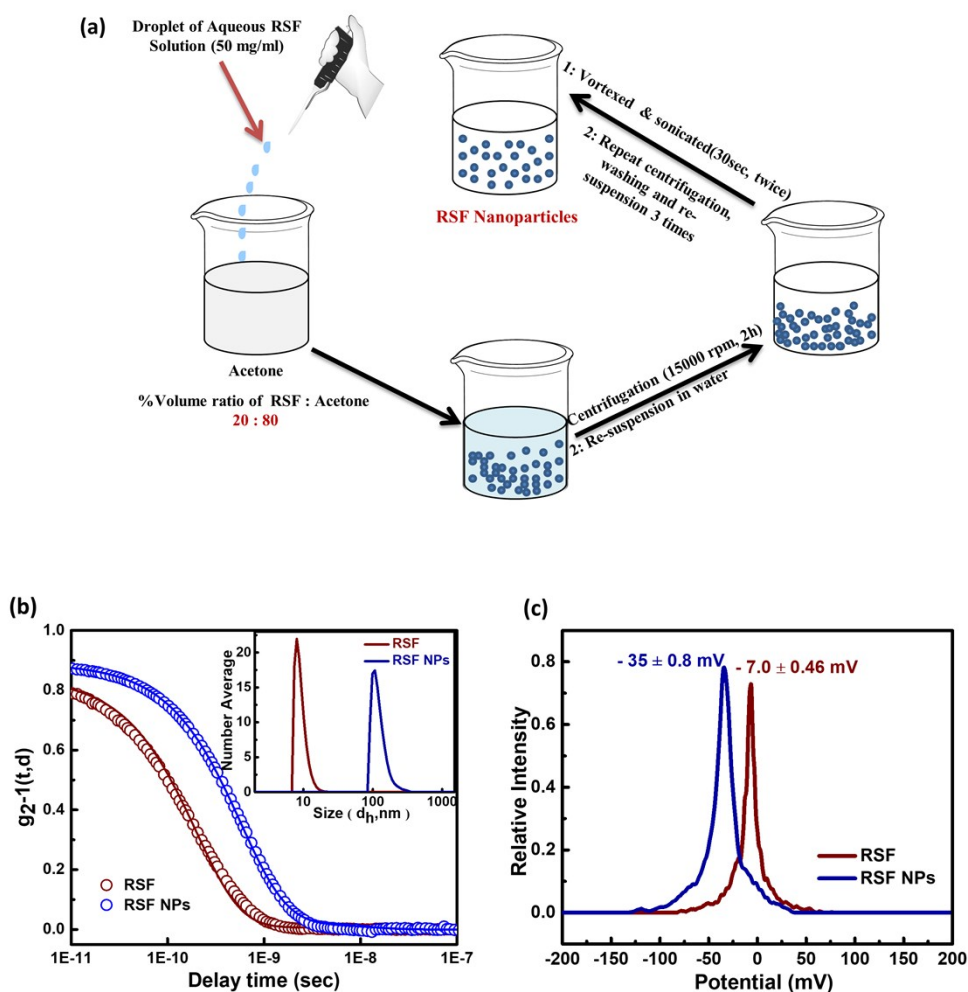 (a)
Droplet of Aqueous RSF
Solution (50 mg/ml)
Acetone
%Volume ratio of RSF : Acetone
20 : 80
Centrifugation (15000 rpm, 2h)
2: Re-suspension in water
1: Vortexed & sonicated(30sec, twice)
2: Repeat centrifugation,
washing and re-
suspension 3 times
RSF Nanoparticles
(b)
g2-1(t,d)
1.0
0.8
0.6
0.4
0.2
0.0
RSF
RSF NPs
1E-11 1E-10 1E-9 1E-8 1E-7
Delay time (sec)
Number Average
20
15
10
5
0
RSF
RSF NPs
10 100 1000
Size ( dh,nm )
(c)
Relative Intensity
0.8
0.6
0.4
0.2
0.0
- 35 ± 0.8 mV
- 7.0 ± 0.46 mV
RSF
RSF NPs
-200 -150 -100 -50 0 50 100 150 200
Potential (mV)